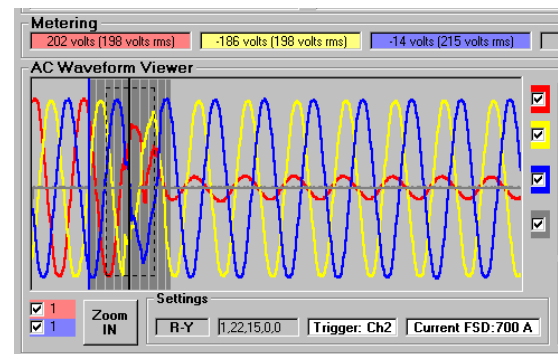 Metering
202 volts (198 volts rms) -186 volts (198 volts rms) -14 volts (215 volts rms)
AC Waveform Viewer
1
1
Zoom
IN
Settings
R-Y 1,22,15,0,0 Trigger: Ch2 Current FSD:700 A